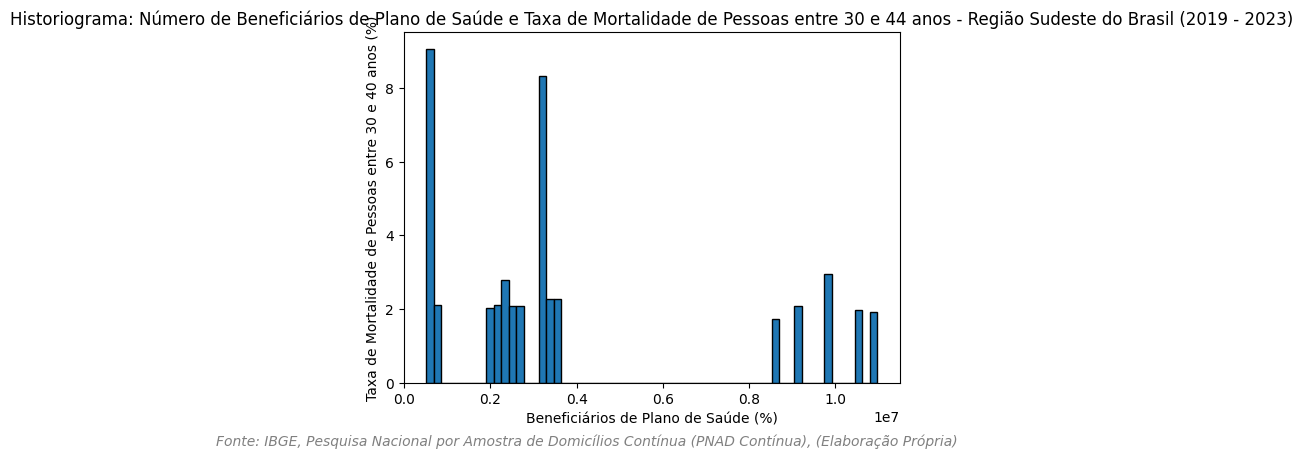 Historiograma: Número de Beneficiários de Plano de Saúde e Taxa de Mortalidade de Pessoas entre 30 e 44 anos - Região Sudeste do Brasil (2019 - 2023)
Taxa de Mortalidade de Pessoas entre 30 e 40 anos (%)
8
6
4
2
0
0.0 0.2 0.4 0.6 0.8 1.0
1e7
Beneficiários de Plano de Saúde (%)
Fonte: IBGE, Pesquisa Nacional por Amostra de Domicílios Contínua (PNAD Contínua), (Elaboração Própria)